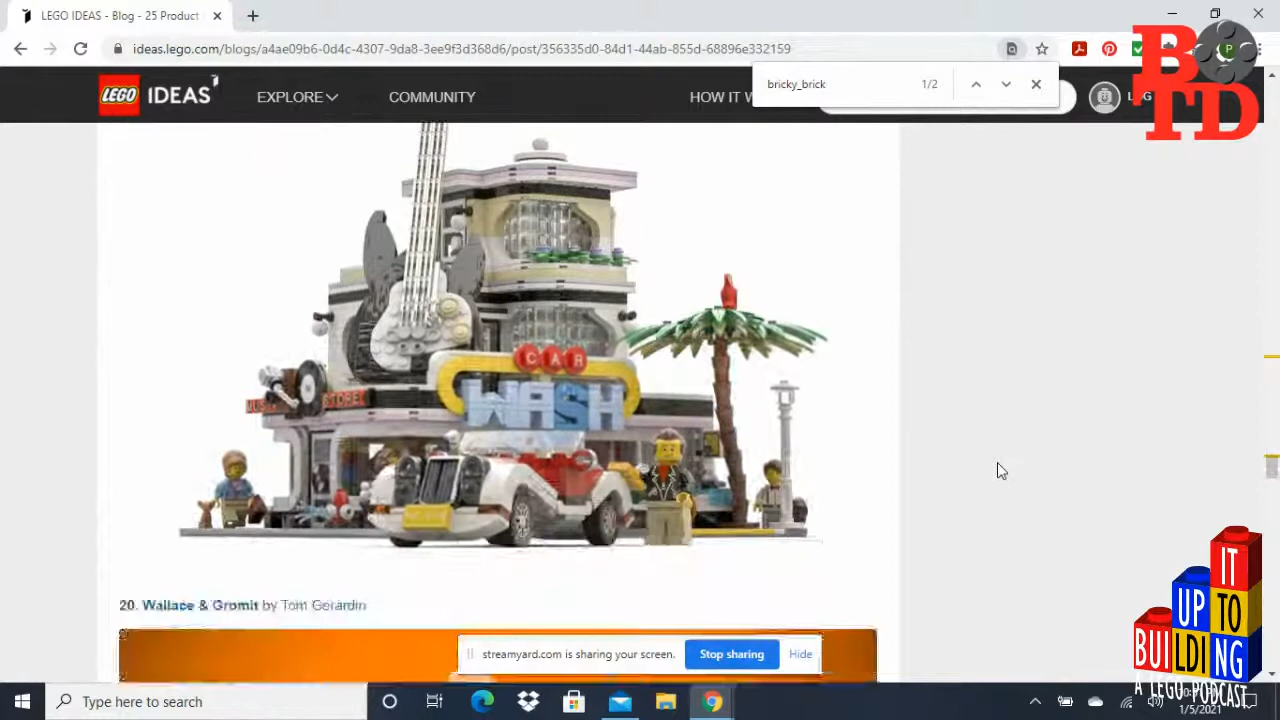 LEGO IDEAS - Blog - 25 Product
ideas.lego.com/blogs/a4ae09b6-0d4c-4307-9da8-3ee9f3d368d6/post/356335d0-84d1-44ab-855d-68896e332159
bricky_brick 1/2
LEGO IDEAS EXPLORE COMMUNITY HOW IT W
B
TD
CAR
WASH
STORE
20. Wallace & Gromit by Tom Gerardin
streamyard.com is sharing your screen. Stop sharing Hide
BUILDING UP TO IT
A LEGO PODCAST
Type here to search
1/5/2021